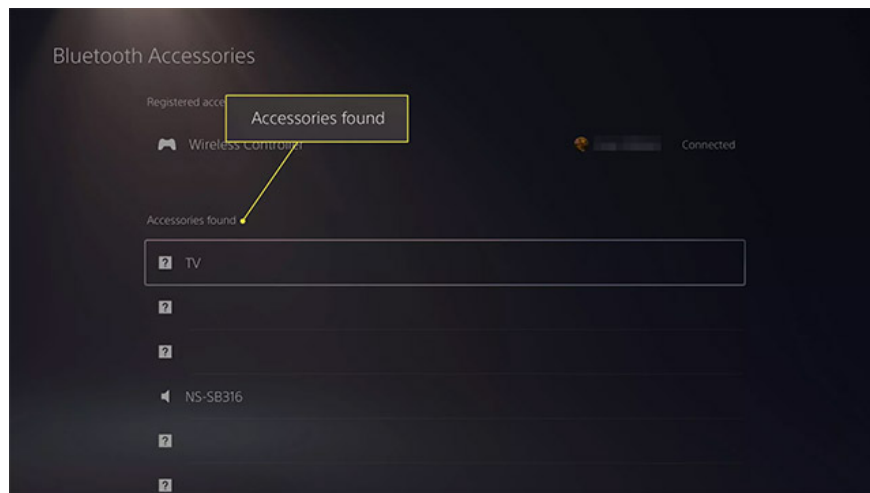 Bluetooth Accessories
Registered acce
Accessories found
Wireless Controller
Connected
Accessories found
? TV
?
?
NS-SB316
?
?